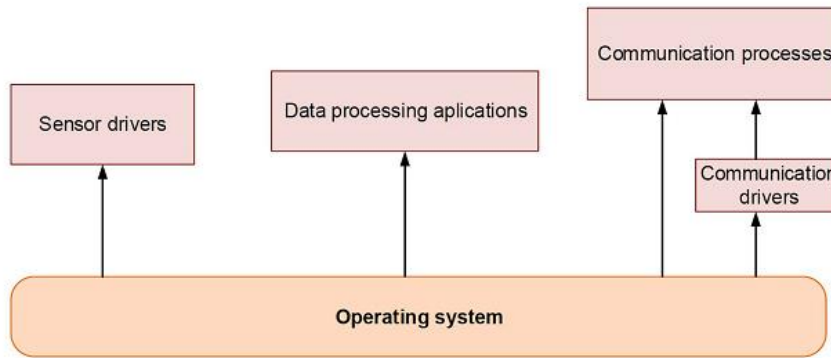 Communication processes
Sensor drivers
Data processing aplications
Communication
drivers
Operating system